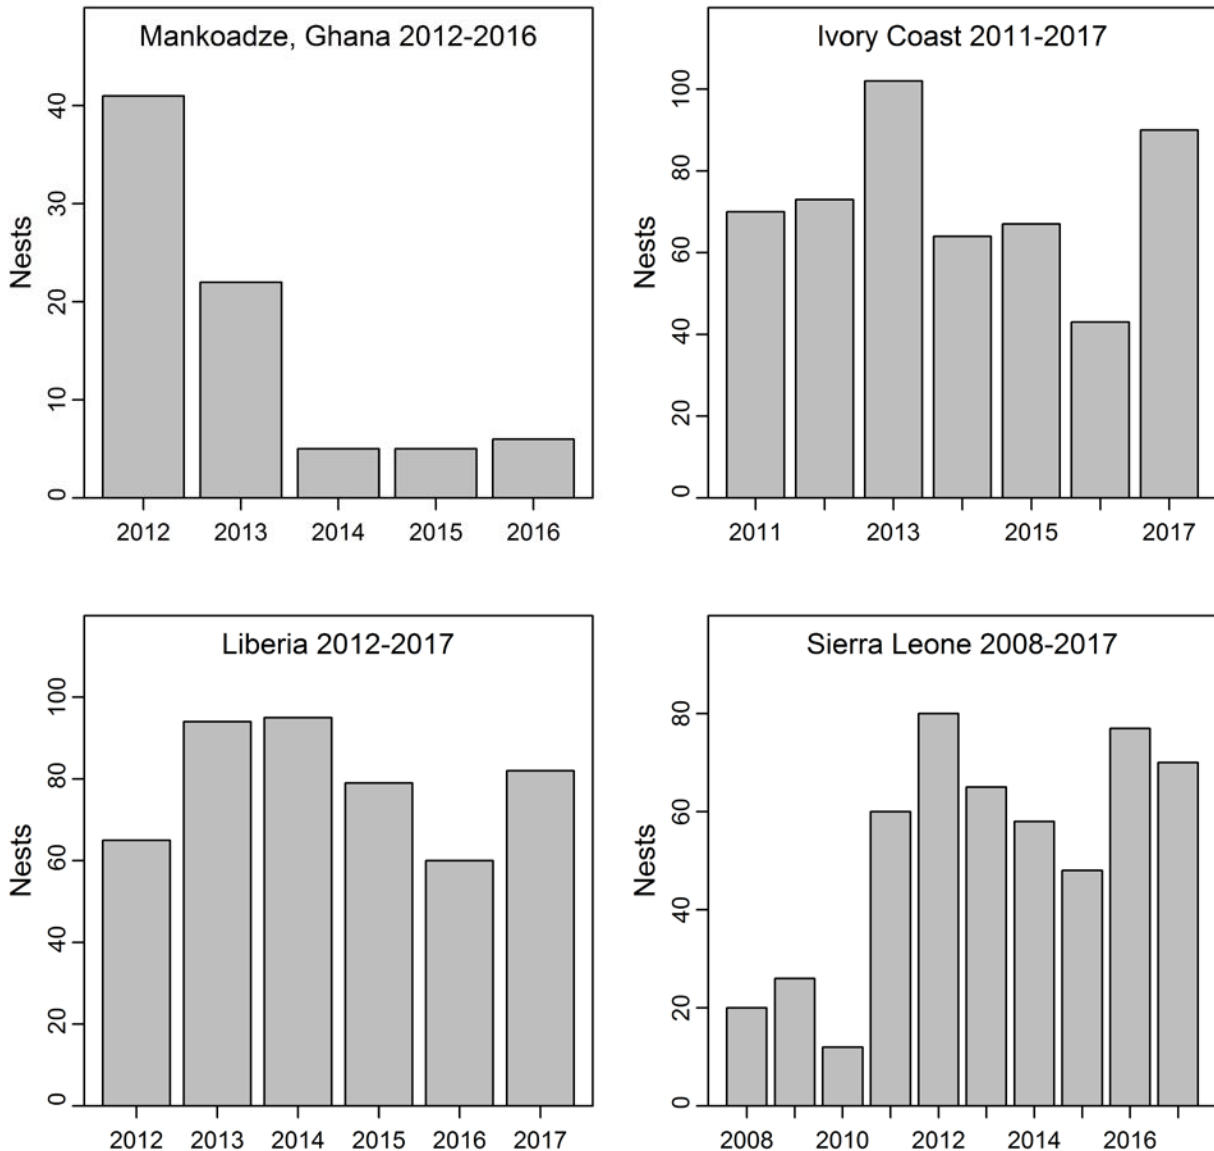 Mankoadze, Ghana 2012-2016
Nests
40
30
20
10
0
2012 2013 2014 2015 2016
Ivory Coast 2011-2017
Nests
100
80
60
40
20
0
2011 2013 2015 2017
Liberia 2012-2017
Nests
100
80
60
40
20
0
2012 2013 2014 2015 2016 2017
Sierra Leone 2008-2017
Nests
80
60
40
20
0
2008 2010 2012 2014 2016